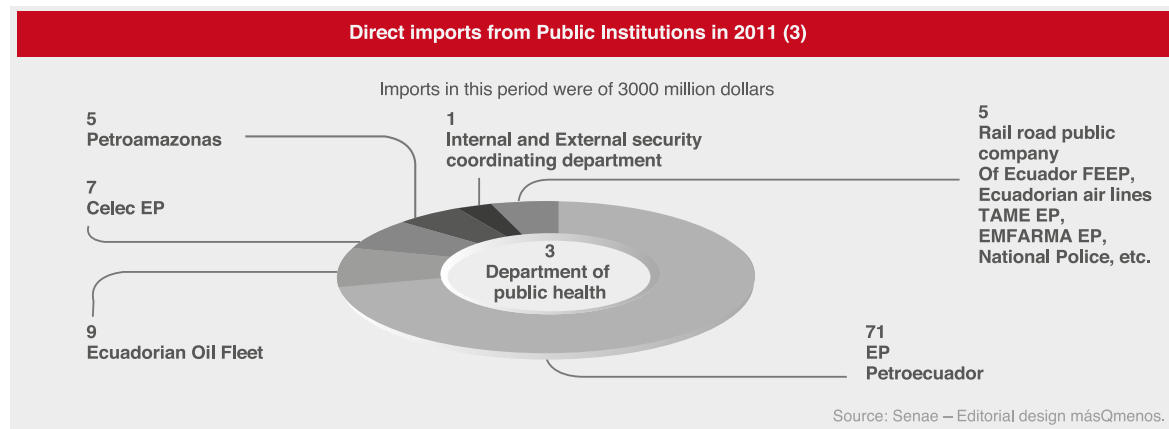 Direct imports from Public Institutions in 2011 (3)
Imports in this period were of 3000 million dollars
5
Petroamazonas
1
Internal and External security
coordinating department
5
Rail road public
company
Of Ecuador FEEP,
Ecuadorian air lines
TAME EP,
EMFARMA EP,
National Police, etc.
7
Celec EP
3
Department of
public health
9
Ecuadorian Oil Fleet
71
EP
Petroecuador
Source: Senae – Editorial design másQmenos.